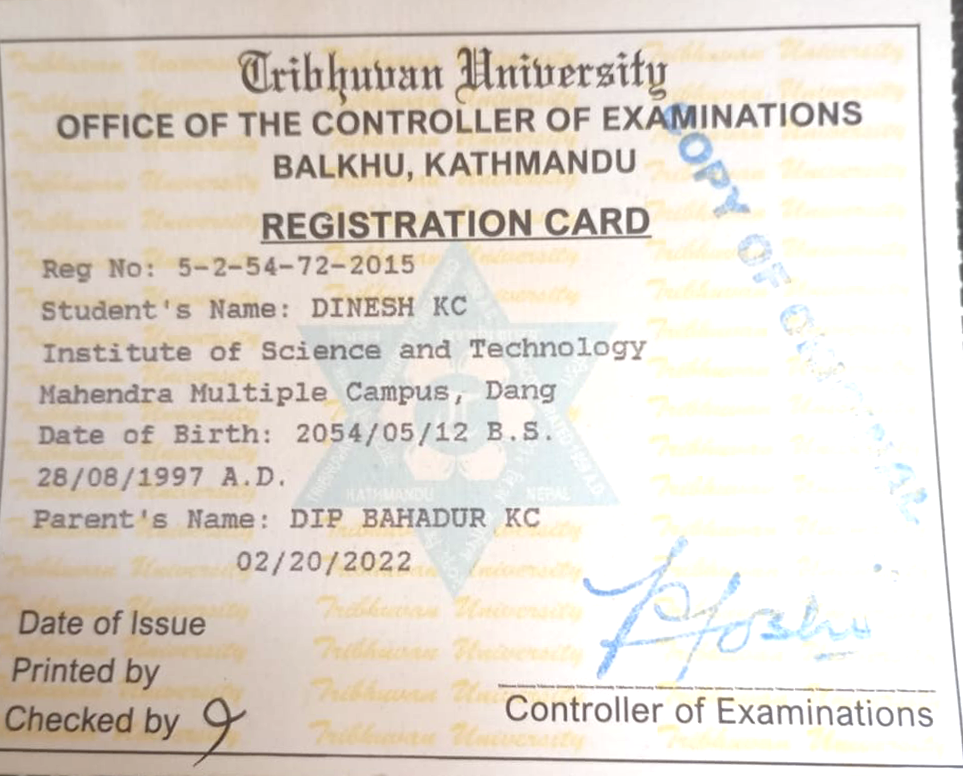 Tribhuvan University
OFFICE OF THE CONTROLLER OF EXAMINATIONS
BALKHU, KATHMANDU
REGISTRATION CARD
Reg No: 5-2-54-72-2015
Student's Name: DINESH KC
Institute of Science and Technology
Mahendra Multiple Campus, Dang
Date of Birth: 2054/05/12 B.S.
28/08/1997 A.D.
Parent's Name: DIP BAHADUR KC
02/20/2022
Date of Issue
Printed by
Checked by
Controller of Examinations
COPY OF ORIGINAL
KATHMANDU
NEPAL